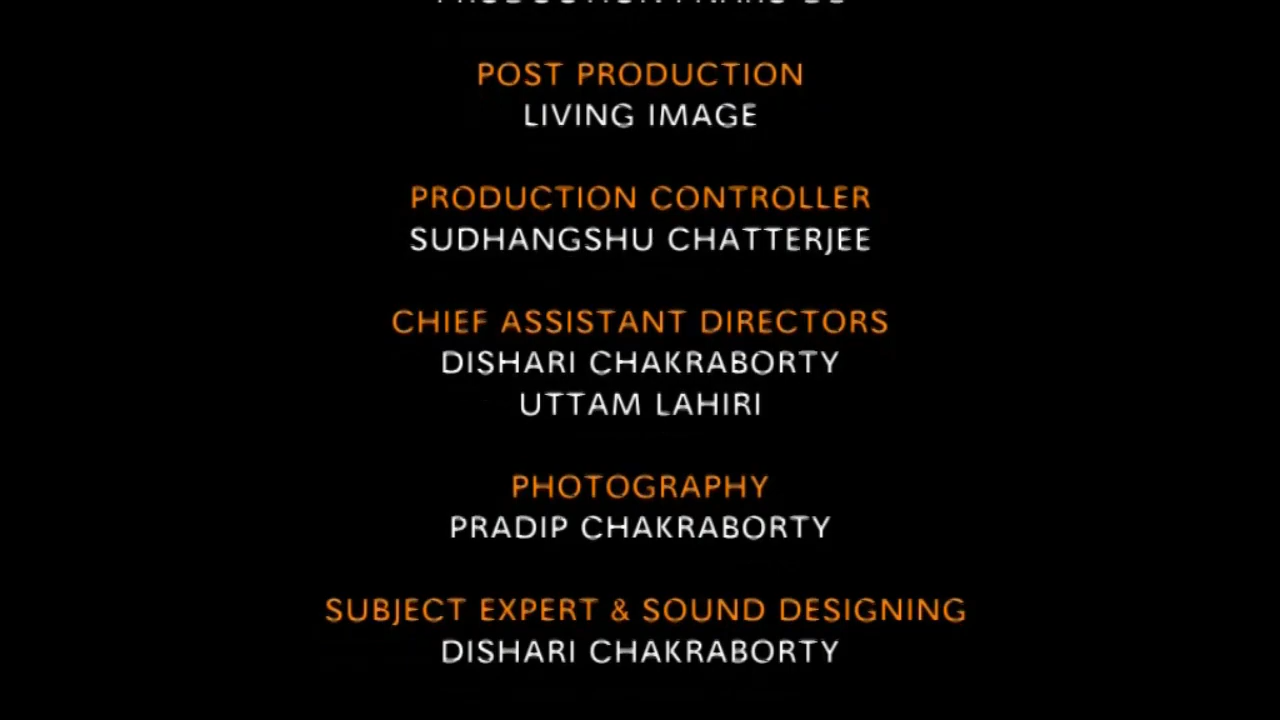 POST PRODUCTION
LIVING IMAGE
PRODUCTION CONTROLLER
SUDHANGSHU CHATTERJEE
CHIEF ASSISTANT DIRECTORS
DISHARI CHAKRABORTY
UTTAM LAHIRI
PHOTOGRAPHY
PRADIP CHAKRABORTY
SUBJECT EXPERT & SOUND DESIGNING
DISHARI CHAKRABORTY